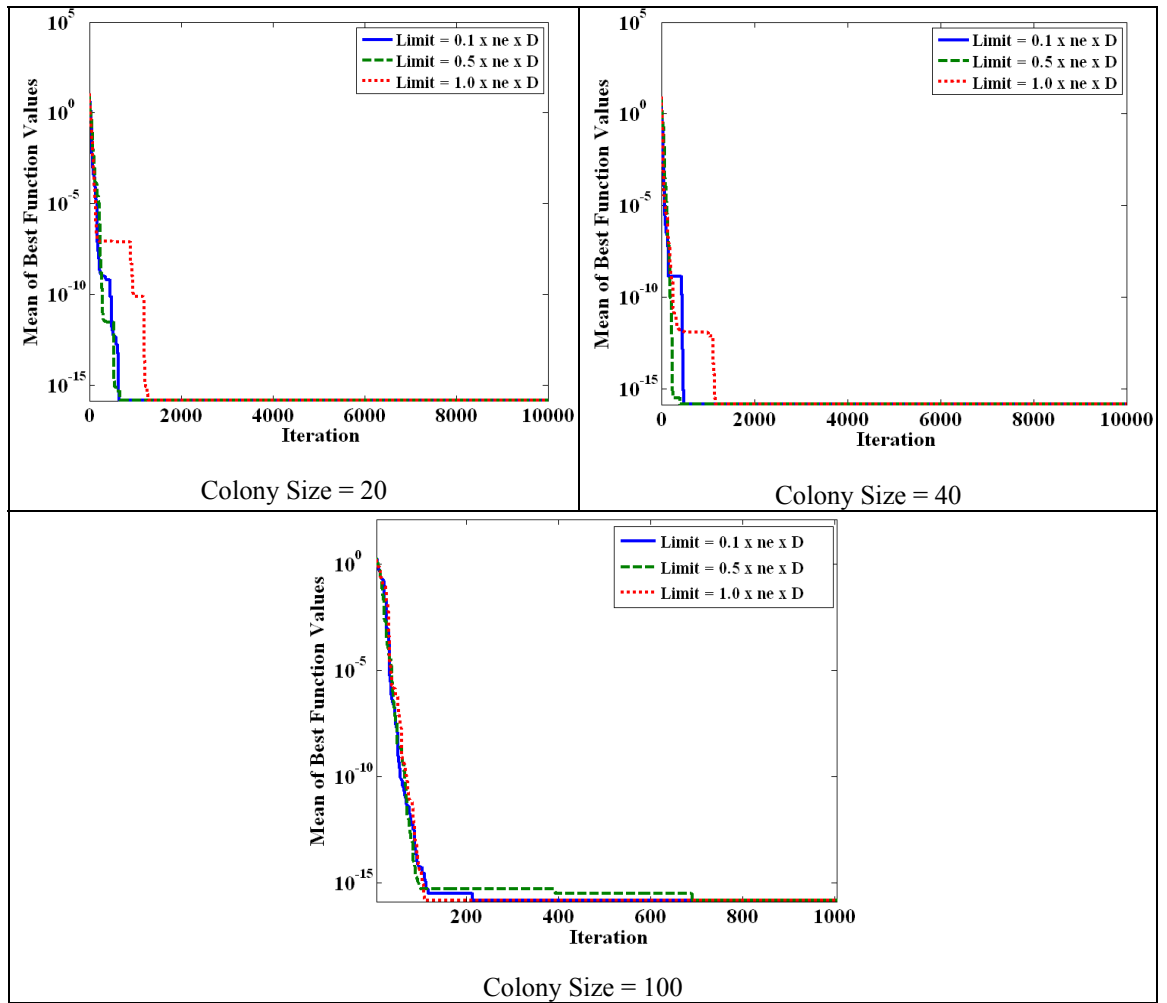 10^5
10^0
10^-5
10^-10
10^-15
Mean of Best Function Values
Limit = 0.1 x ne x D
Limit = 0.5 x ne x D
Limit = 1.0 x ne x D
0 2000 4000 6000 8000 10000
Iteration
Colony Size = 20
10^5
10^0
10^-5
10^-10
10^-15
Mean of Best Function Values
Limit = 0.1 x ne x D
Limit = 0.5 x ne x D
Limit = 1.0 x ne x D
0 2000 4000 6000 8000 10000
Iteration
Colony Size = 40
10^0
10^-5
10^-10
10^-15
Mean of Best Function Values
Limit = 0.1 x ne x D
Limit = 0.5 x ne x D
Limit = 1.0 x ne x D
200 400 600 800 1000
Iteration
Colony Size = 100